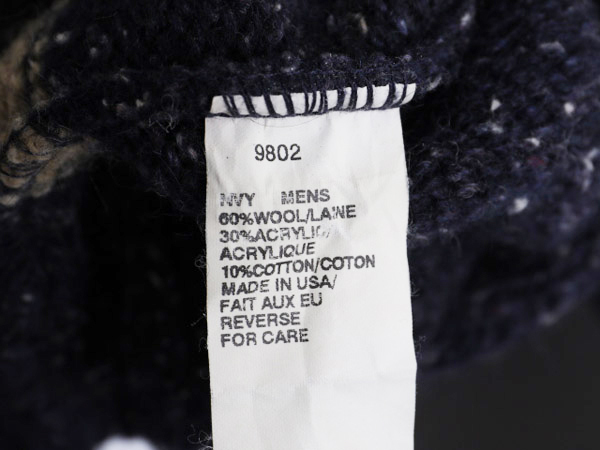 9802
NVY MENS
60%WOOL/LAINE
30%ACRYLIC/
ACRYLIQUE
10%COTTON/COTON
MADE IN USA/
FAIT AUX EU
REVERSE
FOR CARE